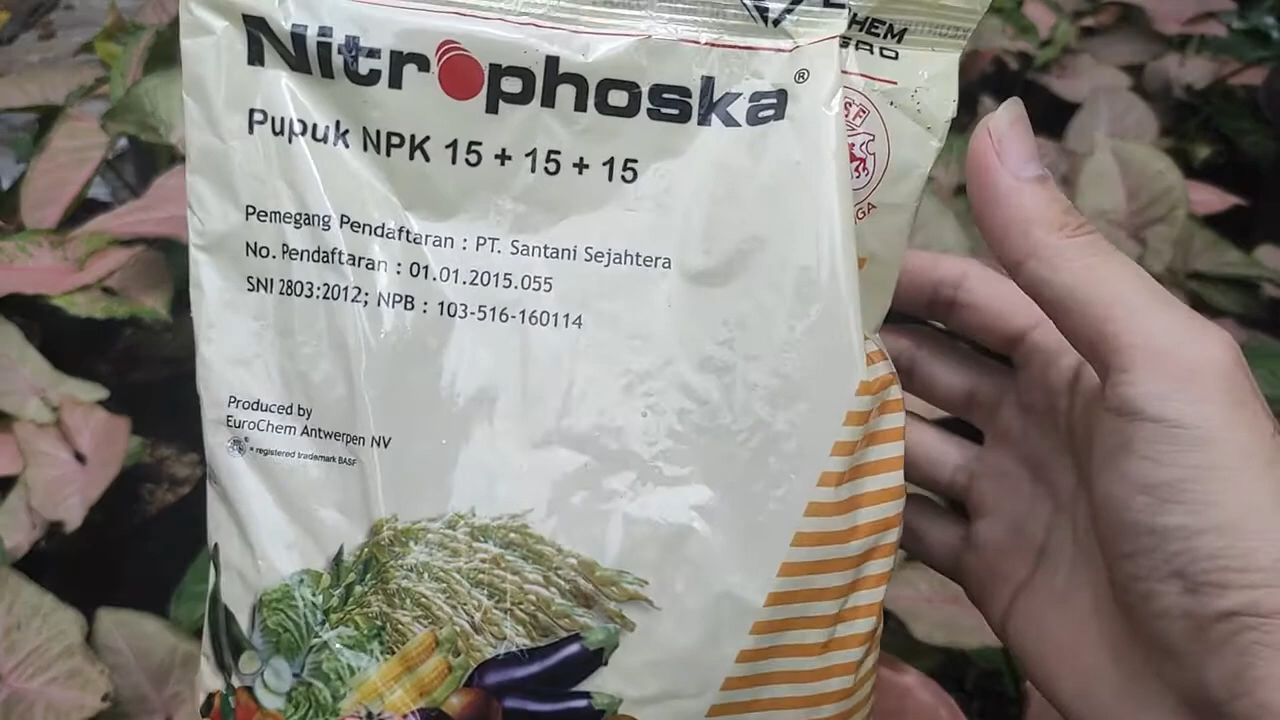 CHEM
Nitrophoska®
Pupuk NPK 15 + 15 + 15
Pemegang Pendaftaran : PT. Santani Sejahtera
No. Pendaftaran : 01.01.2015.055
SNI 2803:2012; NPB : 103-516-160114
Produced by
EuroChem Antwerpen NV
® registered trademark BASF